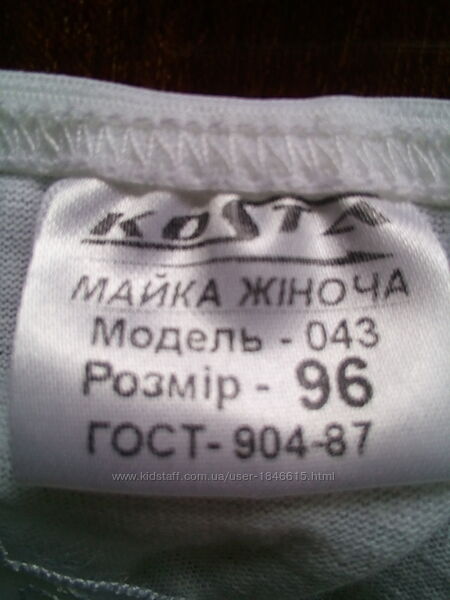 KOSTA
МАЙКА ЖІНОЧА
Модель - 043
Розмір - 96
ГОСТ- 904-87
www.kidstaff.com.ua/user-1846615.html